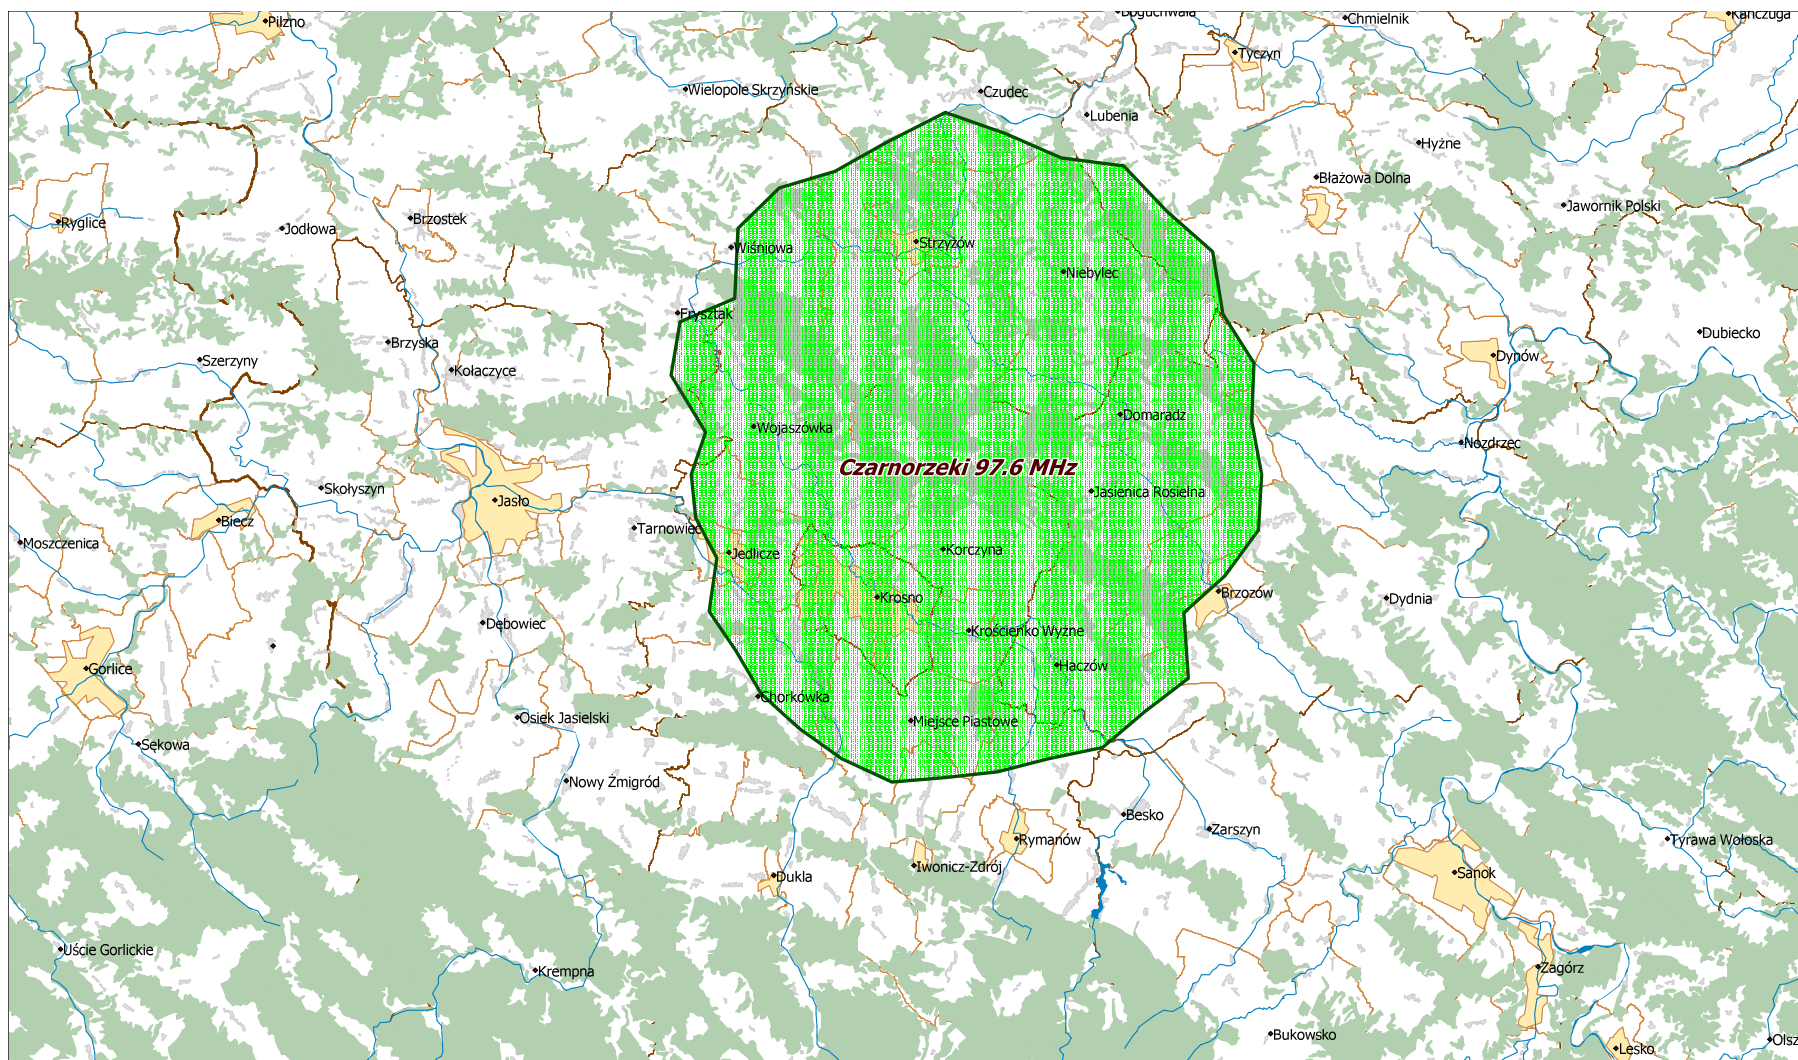 Pilzno
Boguchwała
Chmielnik
Kańczuga
Tyczyn
Wielopole Skrzyńskie
Czudec
Lubenia
Hyżne
Błażowa Dolna
Jawornik Polski
Ryglice
Jodłowa
Brzostek
Wiśniowa
Strzyżów
Niebylec
Frysztak
Dubiecko
Brzyska
Szerzyny
Kołaczyce
Dynów
Domaradz
Wojaszówka
Nozdrzec
Czarnorzeki 97.6 MHz
Skołyszyn
Jasło
Jasienica Rosielna
Biecz
Tarnowiec
Moszczenica
Jedlicze
Korczyna
Krosno
Brzozów
Dydnia
Dębowiec
Krościenko Wyżne
Gorlice
Haczów
Chorkówka
Osiek Jasielski
Miejsce Piastowe
Sękowa
Nowy Żmigród
Besko
Zarszyn
Rymanów
Tyrawa Wołoska
Iwonicz-Zdrój
Sanok
Dukla
Uście Gorlickie
Krempna
Zagórz
Bukowsko
Olsz
Lesko